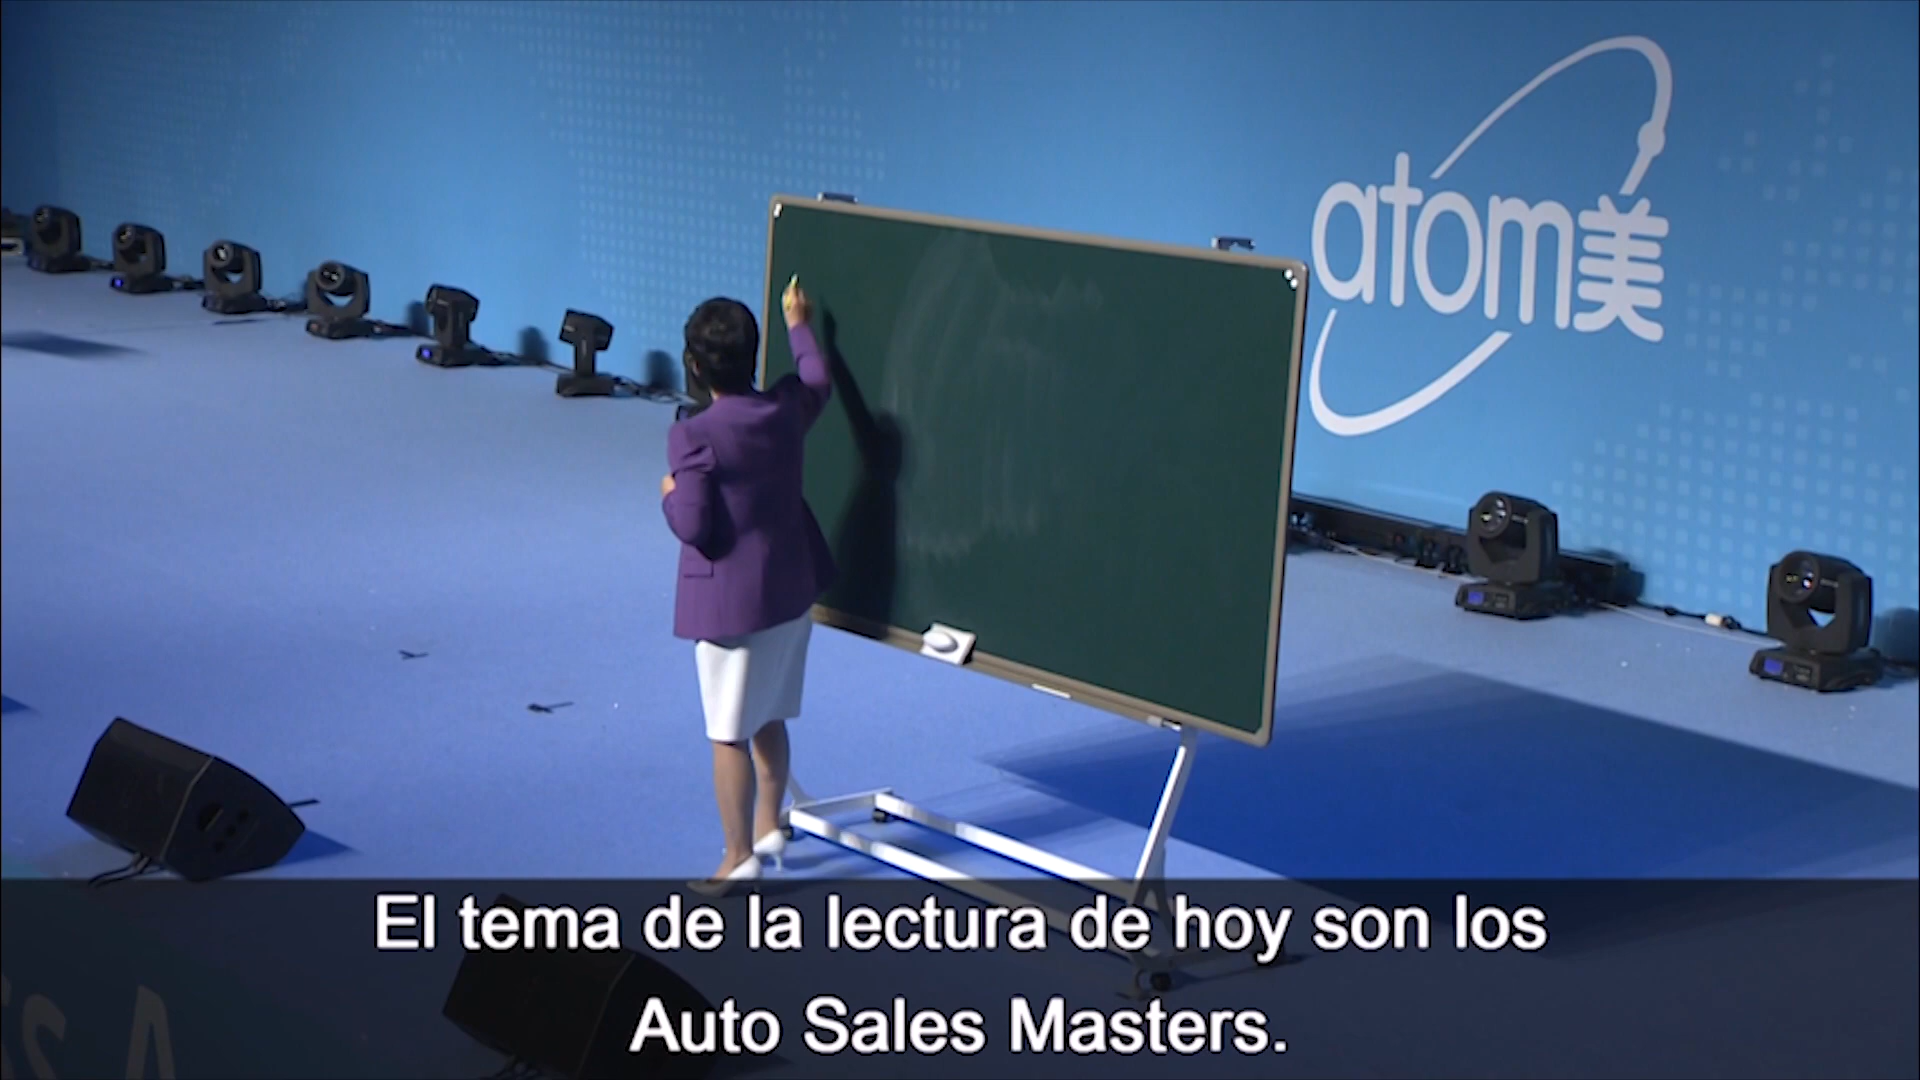 atom美
El tema de la lectura de hoy son los
Auto Sales Masters.